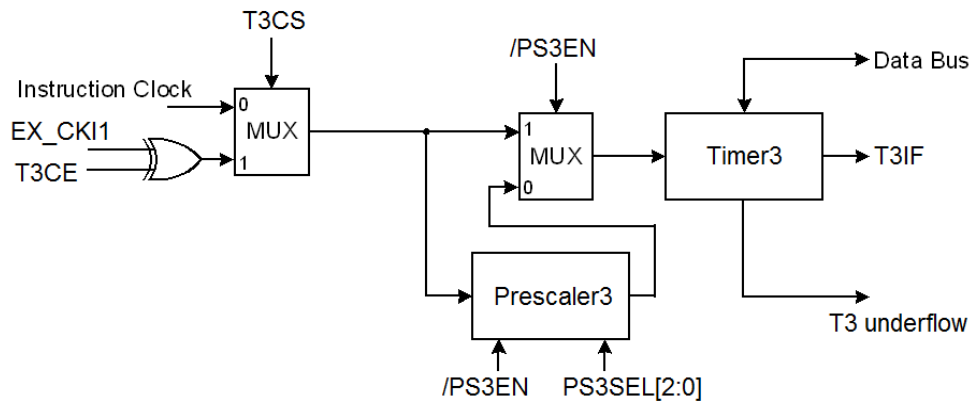 T3CS
/PS3EN
Instruction Clock
0
MUX
1
EX_CKI1
T3CE
1
MUX
0
Timer3
Data Bus
T3IF
Prescaler3
T3 underflow
/PS3EN
PS3SEL[2:0]